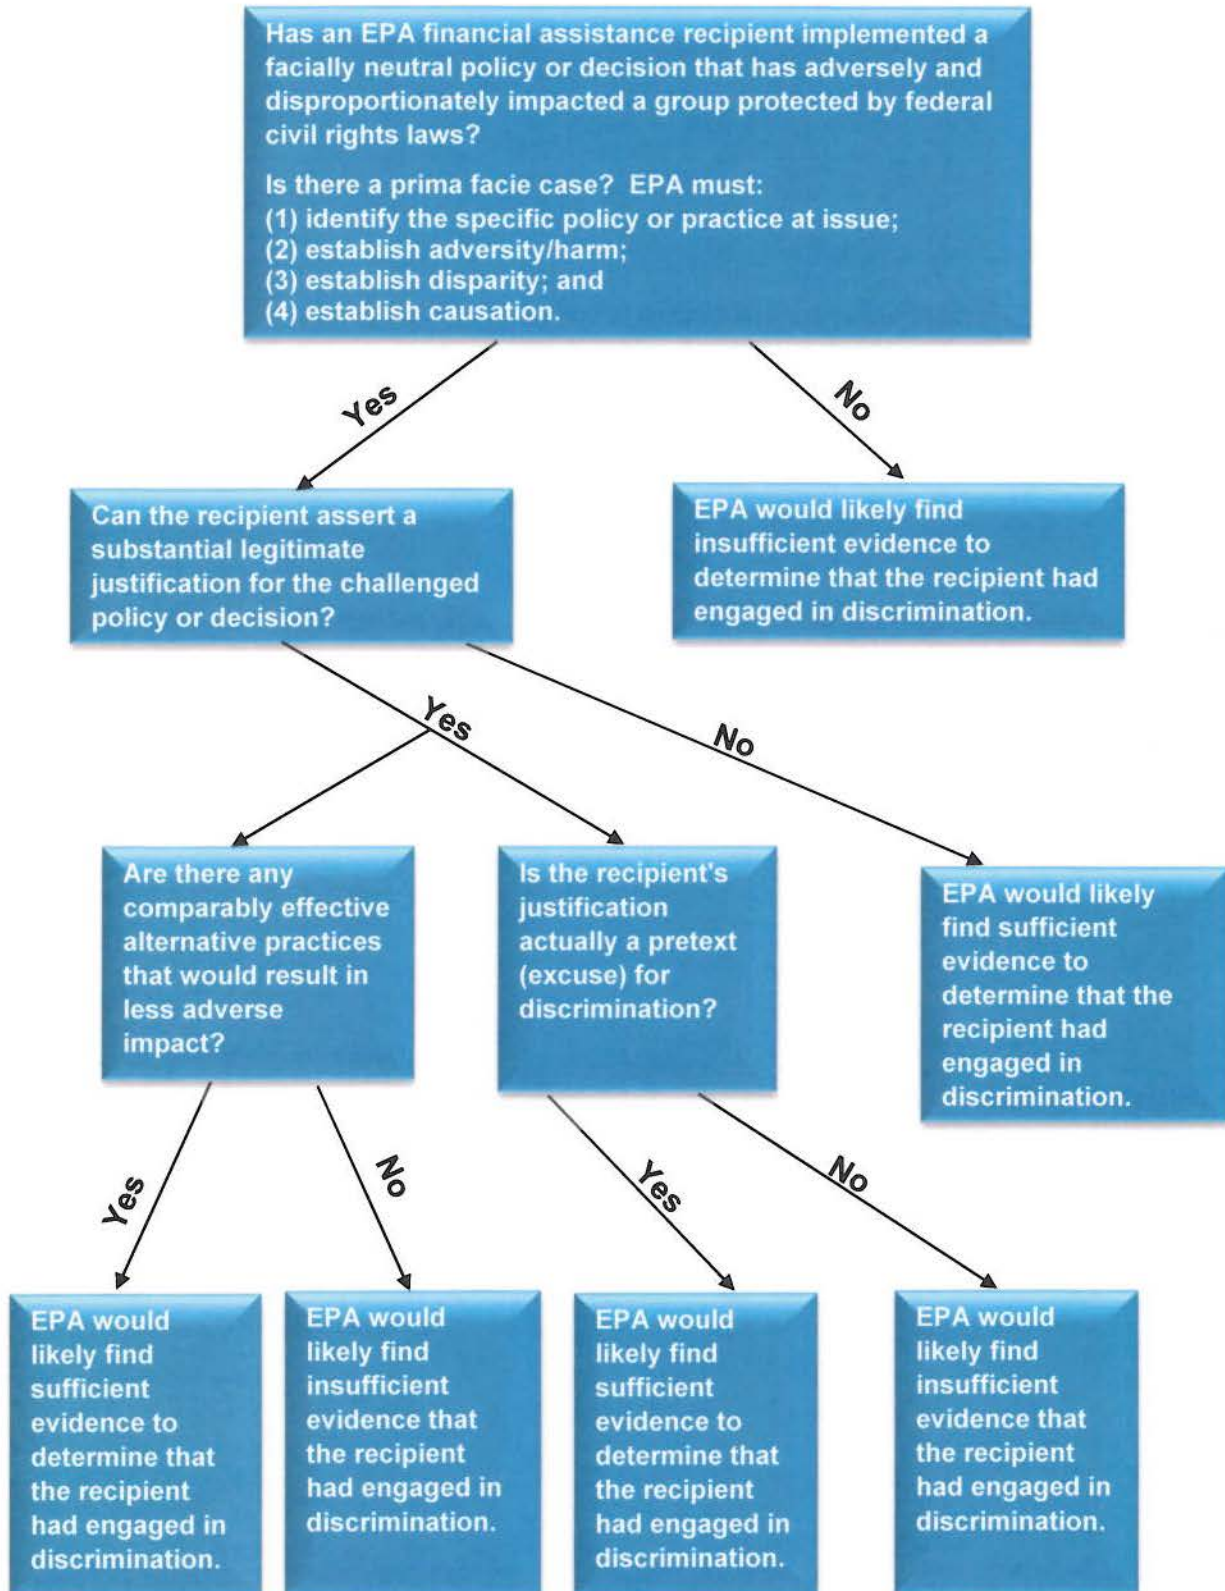 Has an EPA financial assistance recipient implemented a
facially neutral policy or decision that has adversely and
disproportionately impacted a group protected by federal
civil rights laws?
Is there a prima facie case? EPA must:
(1) identify the specific policy or practice at issue;
(2) establish adversity/harm;
(3) establish disparity; and
(4) establish causation.
Yes
No
Can the recipient assert a
substantial legitimate
justification for the challenged
policy or decision?
EPA would likely find
insufficient evidence to
determine that the recipient had
engaged in discrimination.
Yes
No
Are there any
comparably effective
alternative practices
that would result in
less adverse
impact?
Is the recipient's
justification
actually a pretext
(excuse) for
discrimination?
EPA would likely
find sufficient
evidence to
determine that the
recipient had
engaged in
discrimination.
Yes
No
Yes
No
EPA would
likely find
sufficient
evidence to
determine that
the recipient
had engaged in
discrimination.
EPA would
likely find
insufficient
evidence that
the recipient
had engaged in
discrimination.
EPA would
likely find
sufficient
evidence to
determine that
the recipient
had engaged in
discrimination.
EPA would
likely find
insufficient
evidence that
the recipient
had engaged in
discrimination.